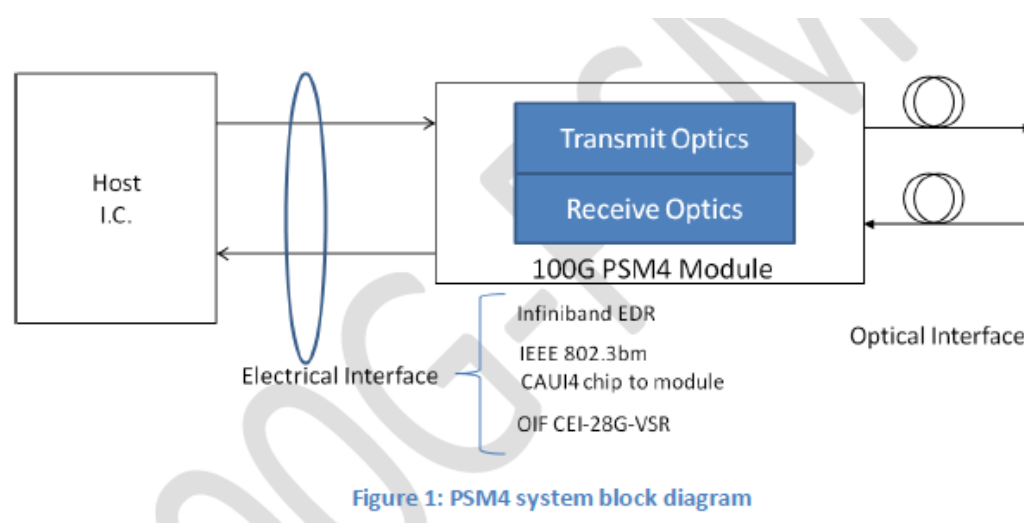 Host
I.C.
Transmit Optics
Receive Optics
100G PSM4 Module
Infiniband EDR
IEEE 802.3bm
CAUI4 chip to module
OIF CEI-28G-VSR
Electrical Interface
Optical Interface
Figure 1: PSM4 system block diagram